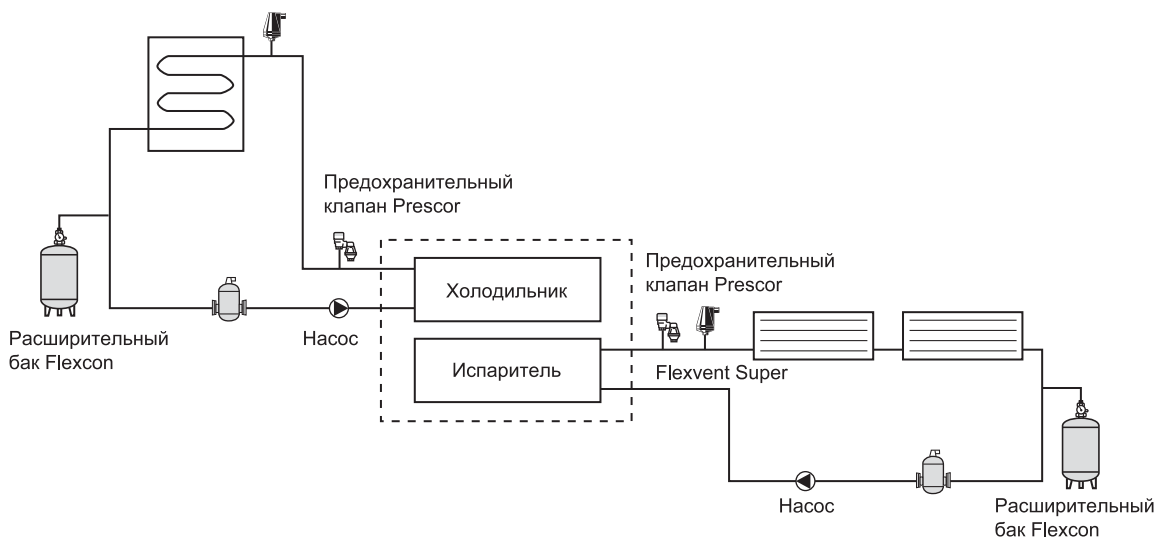 Предохранительный
клапан Prescor
Холодильник
Предохранительный
клапан Prescor
Расширительный
бак Flexcon
Насос
Испаритель
Flexvent Super
Насос
Расширительный
бак Flexcon